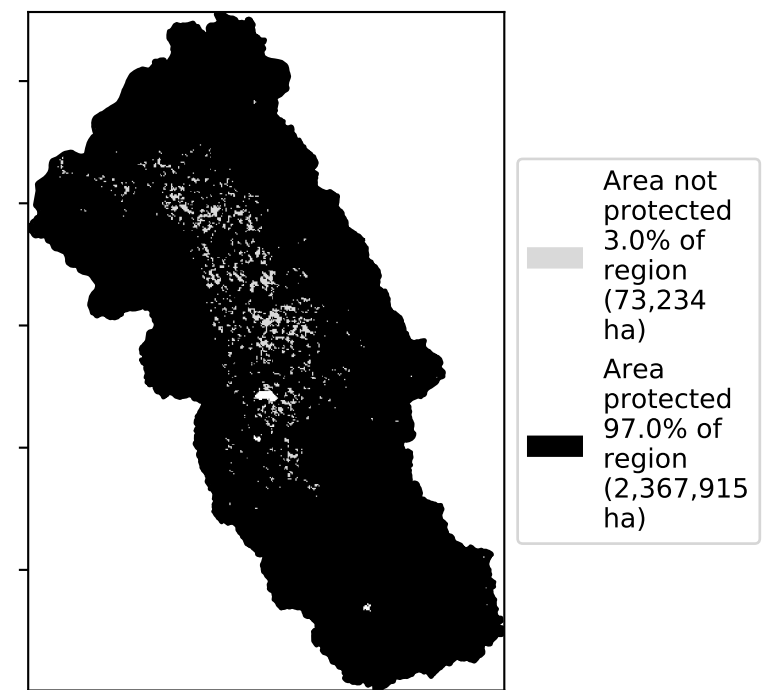 Area not
protected
3.0% of
region
(73,234
ha)
Area
protected
97.0% of
region
(2,367,915
ha)